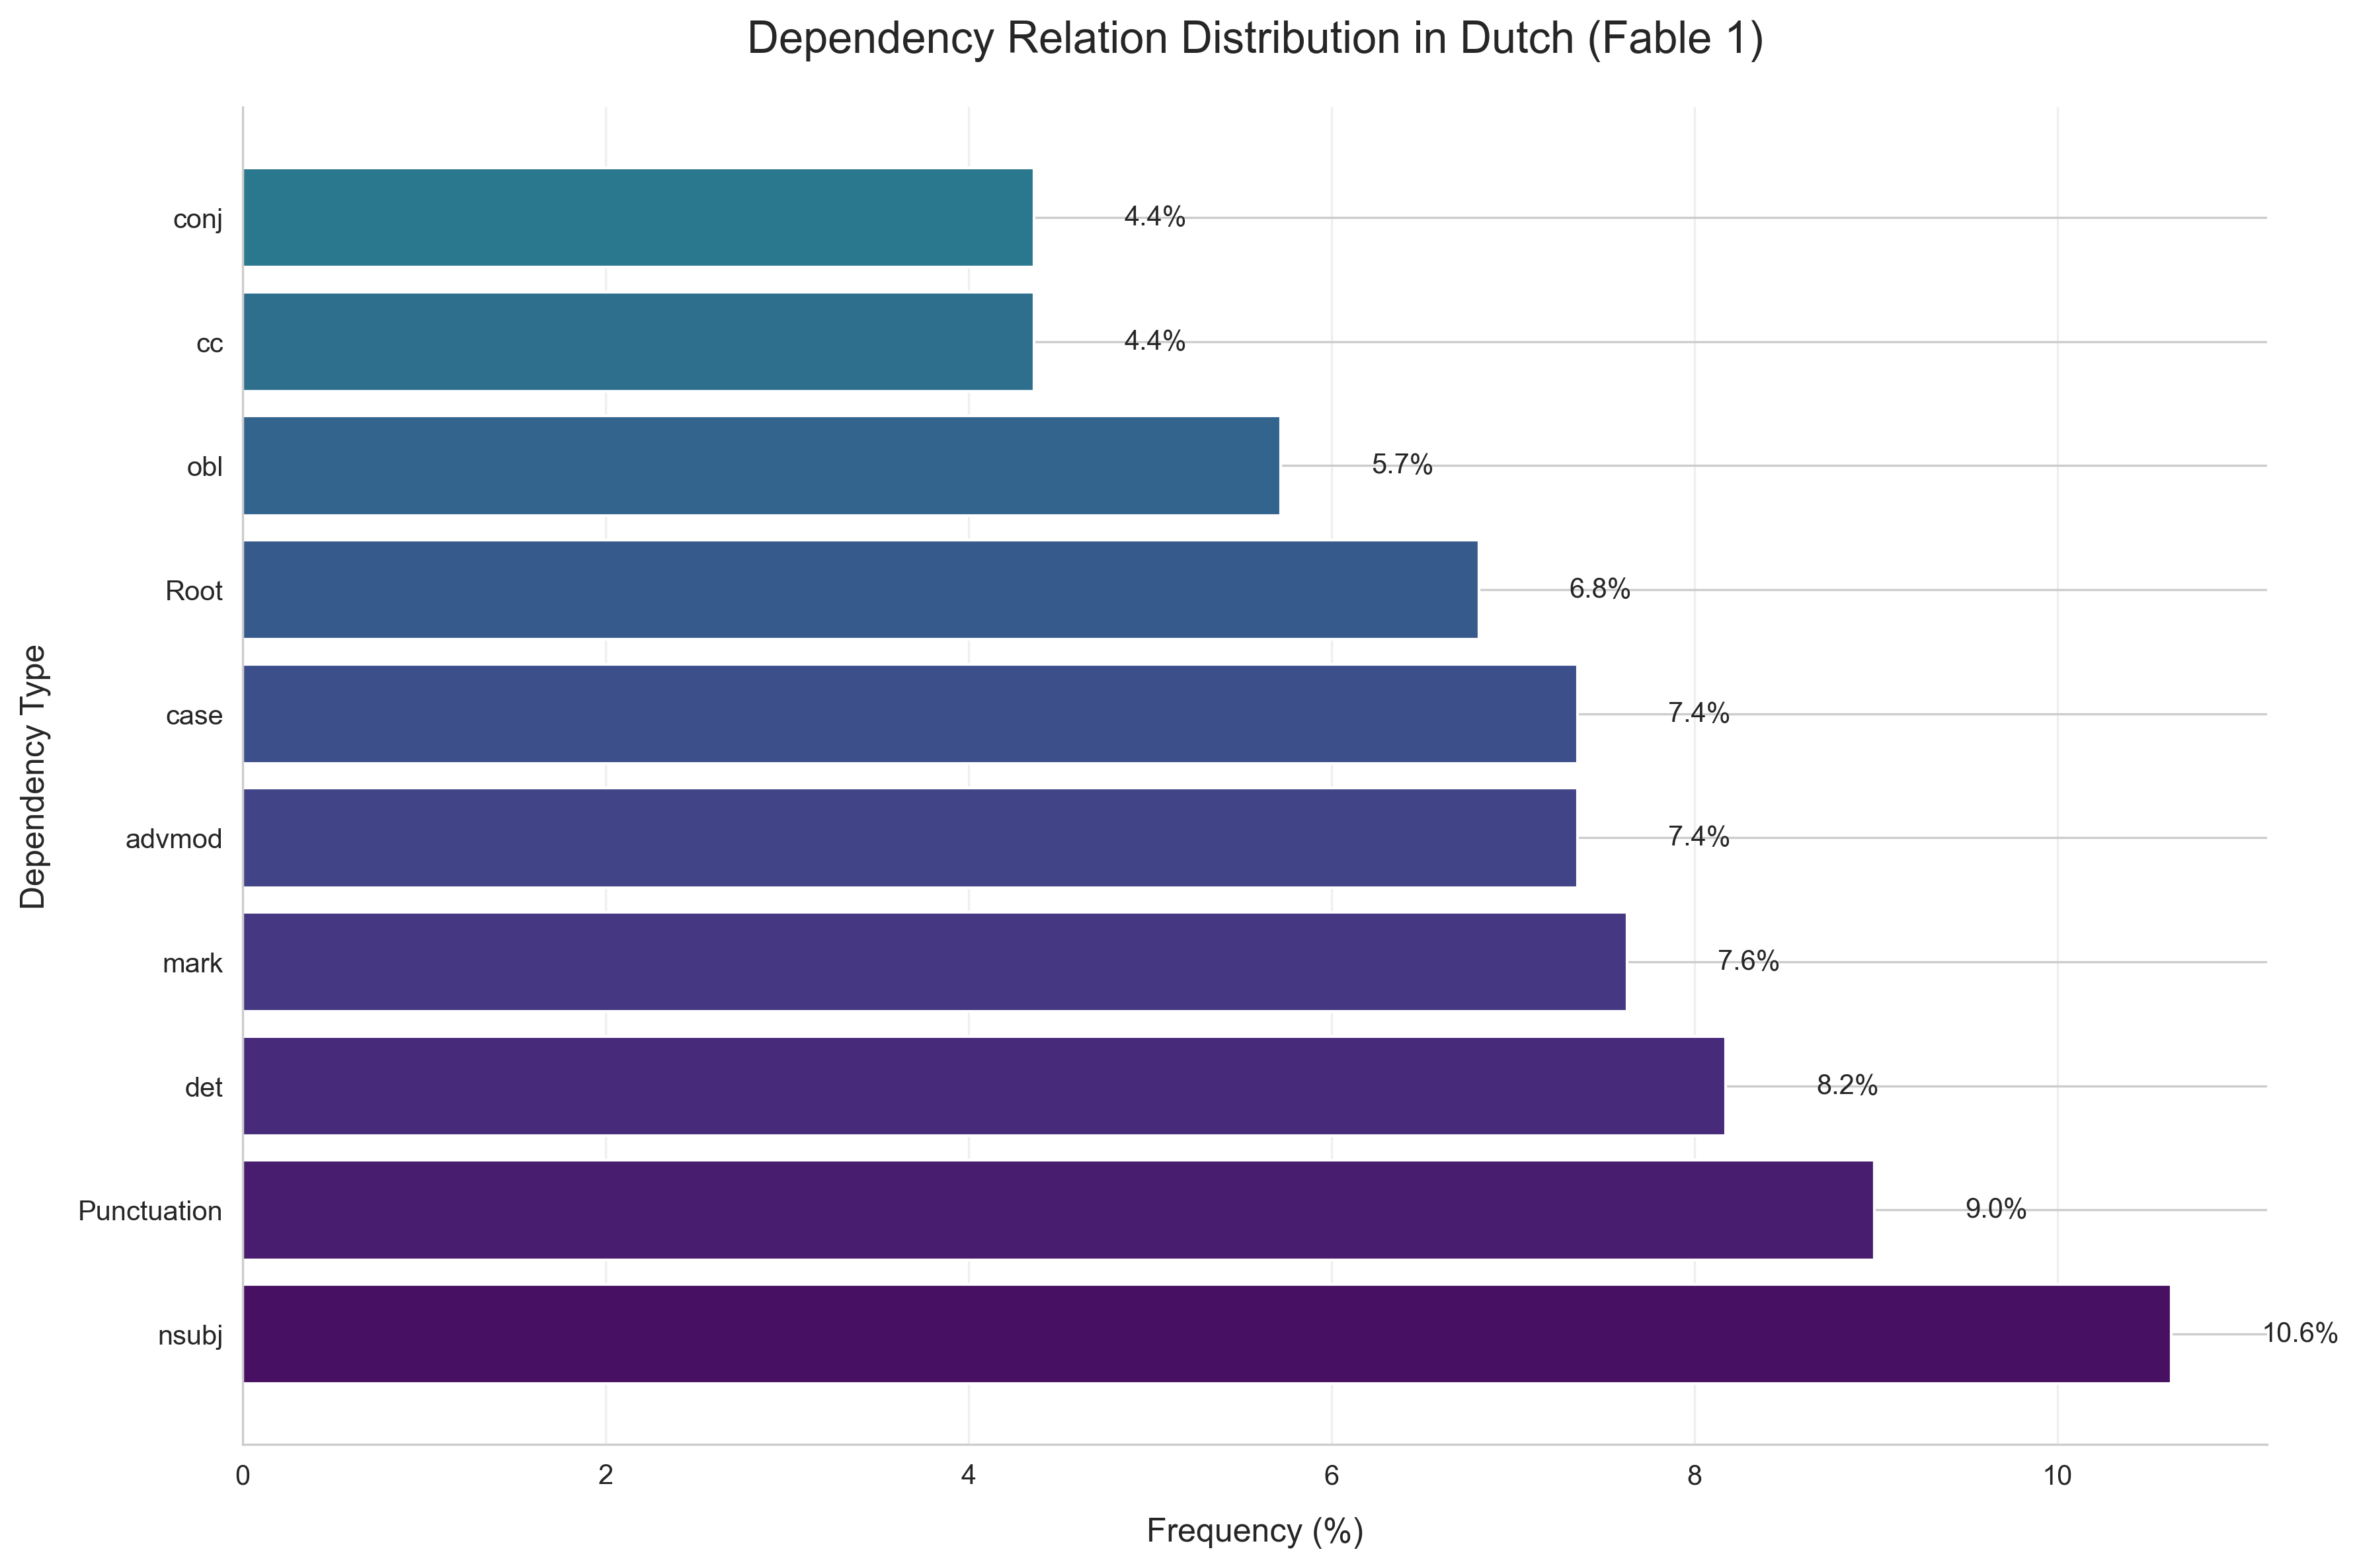 Dependency Relation Distribution in Dutch (Fable 1)
Dependency Type
conj 4.4%
cc 4.4%
obl 5.7%
Root 6.8%
case 7.4%
advmod 7.4%
mark 7.6%
det 8.2%
Punctuation 9.0%
nsubj 10.6%
0 2 4 6 8 10
Frequency (%)